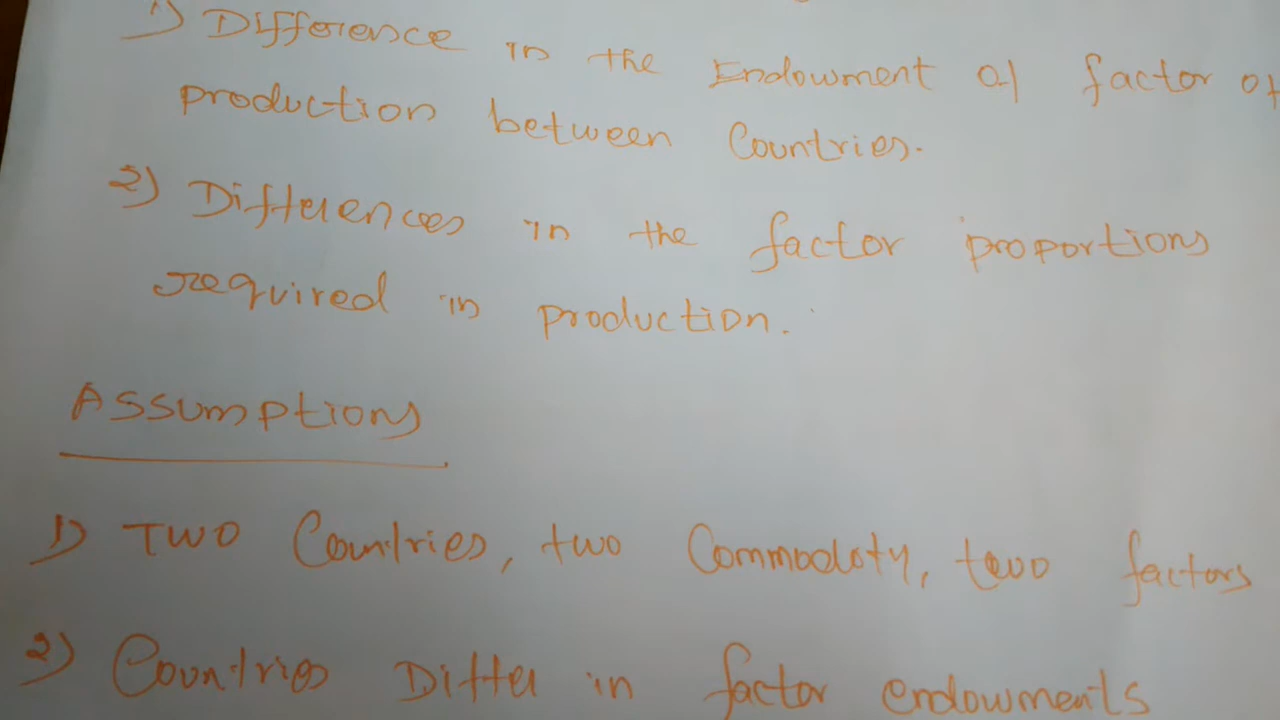 1) Difference in the Endowment of factor of
production between Countries.
2) Differences in the factor proportions
required in production.
Assumptions
1) Two Countries, two Commodoty, two factors
2) Countries Differ in factor endowments